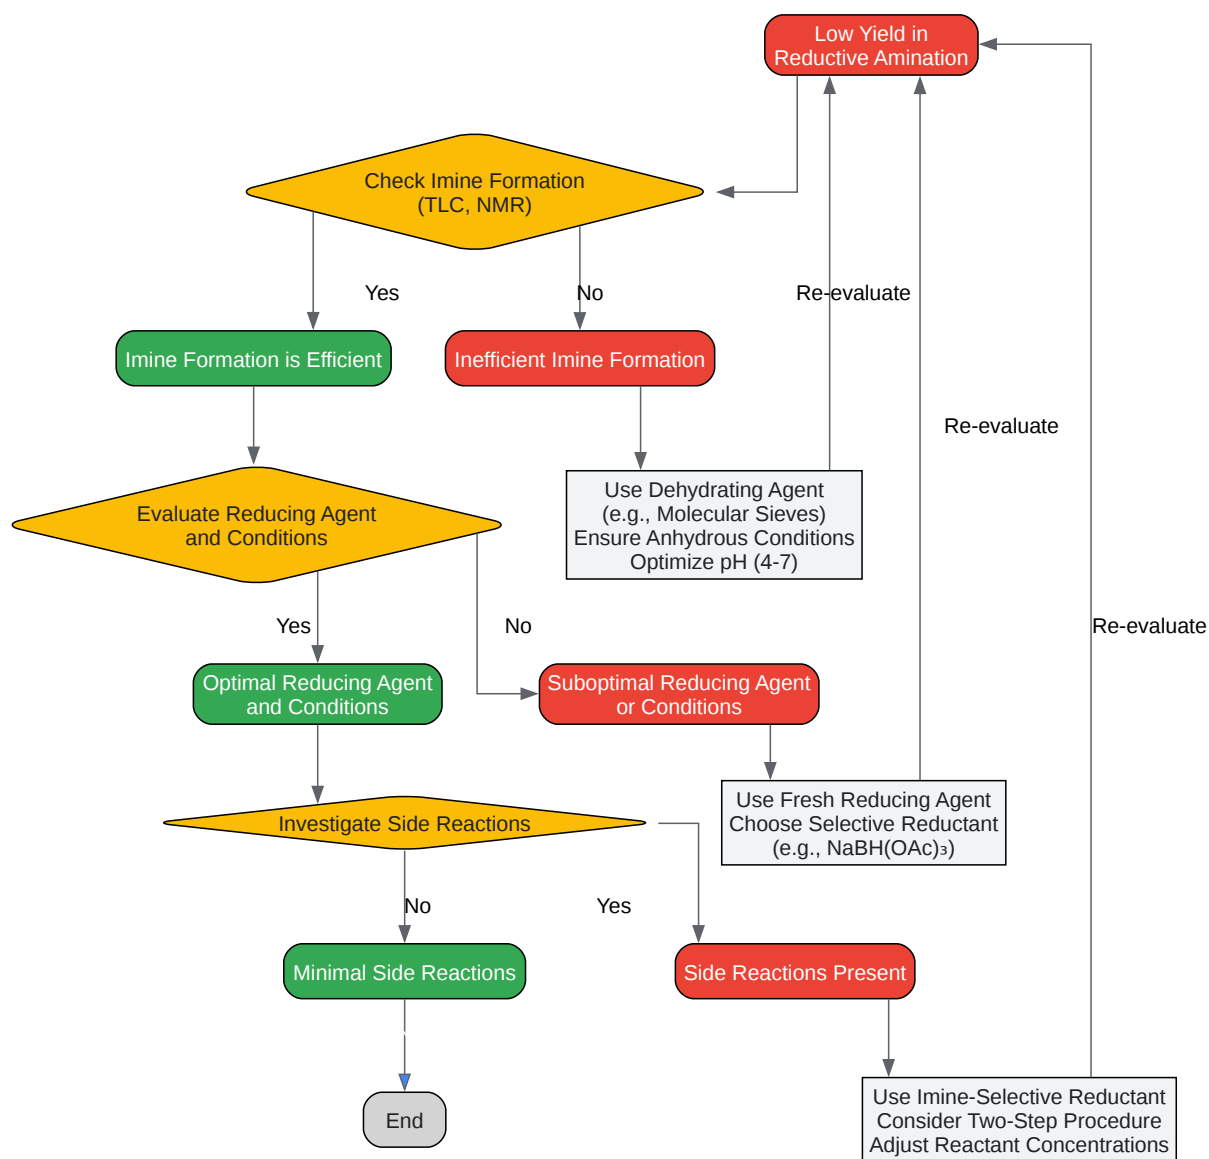 Low Yield in
Reductive Amination
Check Imine Formation
(TLC, NMR)
Yes
No
Re-evaluate
Imine Formation is Efficient
Inefficient Imine Formation
Re-evaluate
Use Dehydrating Agent
(e.g., Molecular Sieves)
Ensure Anhydrous Conditions
Optimize pH (4-7)
Evaluate Reducing Agent
and Conditions
Yes
No
Re-evaluate
Optimal Reducing Agent
and Conditions
Suboptimal Reducing Agent
or Conditions
Use Fresh Reducing Agent
Choose Selective Reductant
(e.g., NaBH(OAc)₃)
Investigate Side Reactions
No
Yes
Minimal Side Reactions
Side Reactions Present
End
Use Imine-Selective Reductant
Consider Two-Step Procedure
Adjust Reactant Concentrations